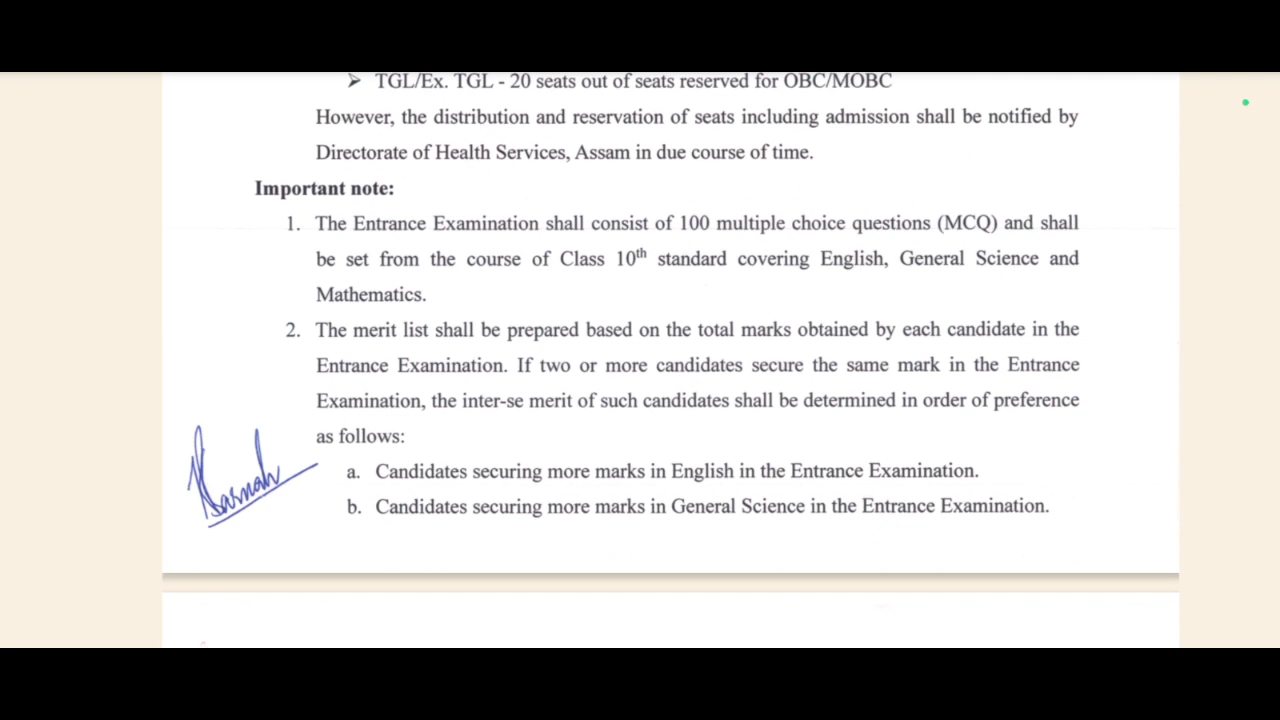 ➢ TGL/Ex. TGL - 20 seats out of seats reserved for OBC/MOBC
However, the distribution and reservation of seats including admission shall be notified by
Directorate of Health Services, Assam in due course of time.
Important note:
1. The Entrance Examination shall consist of 100 multiple choice questions (MCQ) and shall
be set from the course of Class 10th standard covering English, General Science and
Mathematics.
2. The merit list shall be prepared based on the total marks obtained by each candidate in the
Entrance Examination. If two or more candidates secure the same mark in the Entrance
Examination, the inter-se merit of such candidates shall be determined in order of preference
as follows:
a. Candidates securing more marks in English in the Entrance Examination.
b. Candidates securing more marks in General Science in the Entrance Examination.